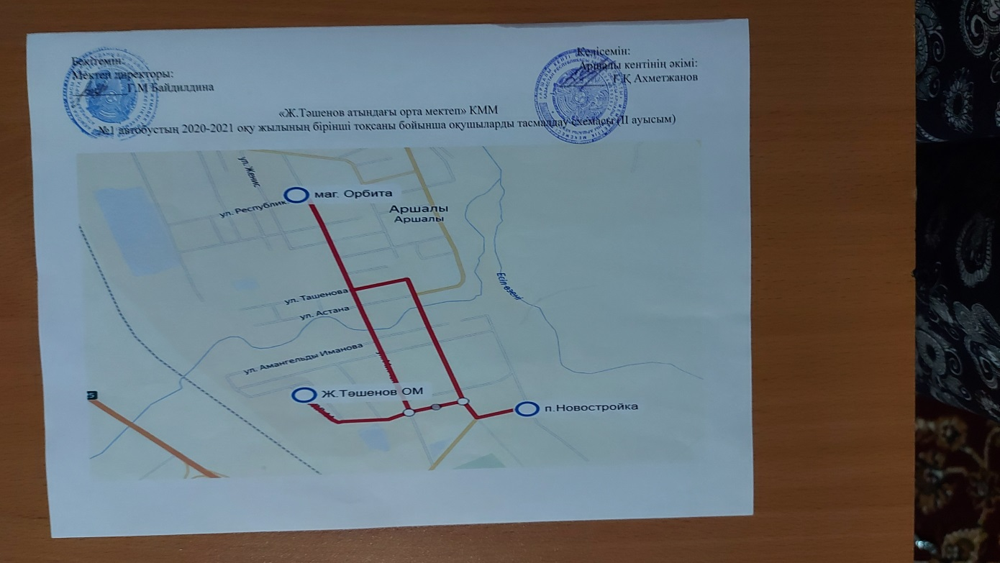 Бекітемін:
Мектеп директоры:
Г.М Байдилдина
Келісемін:
Аршалы кентінің әкімі:
Ғ.Қ Ахметжанов
«Ж.Тәшенов атындағы орта мектеп» КММ
№1 автобустың 2020-2021 оқу жылының бірінші тоқсаны бойынша оқушыларды тасмалдау схемасы (II ауысым)
ул. Женис
маг. Орбита
ул. Республик
Аршалы
Аршалы
ул. Ташенова
ул. Астана
Есіл өзені
ул. Амангельды Иманова
Ж.Тәшенов ОМ
п.Новостройка